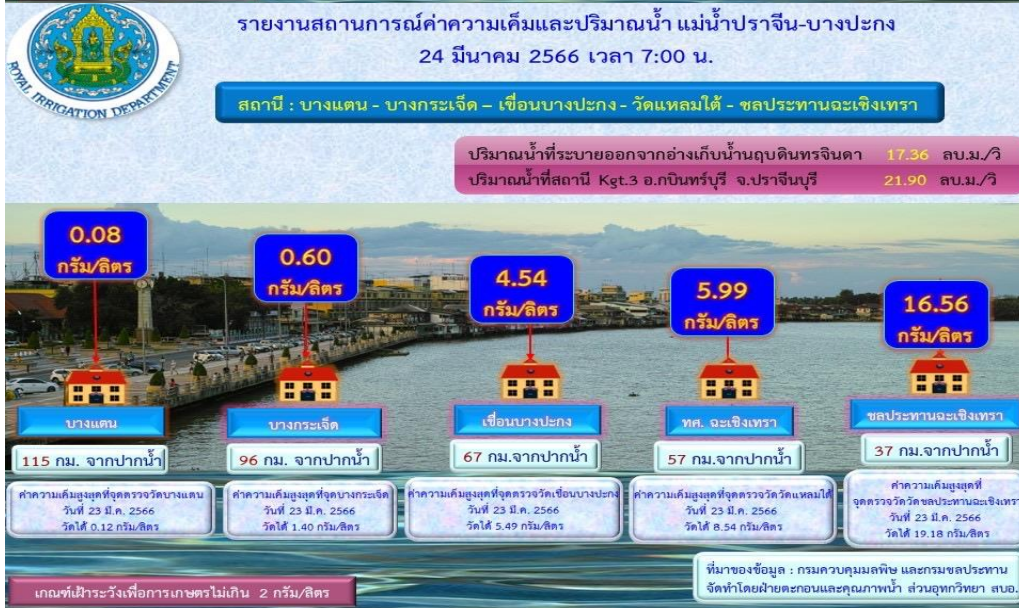 รายงานสถานการณ์ค่าความเค็มและปริมาณน้ำ แม่น้ำปราจีน-บางปะกง
24 มีนาคม 2566 เวลา 7:00 น.
ROYAL IRRIGATION DEPARTMENT
สถานี : บางแตน - บางกระเจ็ด – เขื่อนบางปะกง - วัดแหลมใต้ - ชลประทานฉะเชิงเทรา
ปริมาณน้ำที่ระบายออกจากอ่างเก็บน้ำนฤบดินทรจินดา 17.36 ลบ.ม./วิ
ปริมาณน้ำที่สถานี Kgt.3 อ.กบินทร์บุรี จ.ปราจีนบุรี 21.90 ลบ.ม./วิ
0.08
กรัม/ลิตร
บางแตน
115 กม. จากปากน้ำ
ค่าความเค็มสูงสุดที่จุดตรวจวัดบางแตน
วันที่ 23 มี.ค. 2566
วัดได้ 0.12 กรัม/ลิตร
0.60
กรัม/ลิตร
บางกระเจ็ด
96 กม. จากปากน้ำ
ค่าความเค็มสูงสุดที่จุดบางกระเจ็ด
วันที่ 23 มี.ค. 2566
วัดได้ 1.40 กรัม/ลิตร
4.54
กรัม/ลิตร
เขื่อนบางปะกง
67 กม.จากปากน้ำ
ค่าความเค็มสูงสุดที่จุดตรวจวัดเขื่อนบางปะกง
วันที่ 23 มี.ค. 2566
วัดได้ 5.49 กรัม/ลิตร
5.99
กรัม/ลิตร
ทศ. ฉะเชิงเทรา
57 กม.จากปากน้ำ
ค่าความเค็มสูงสุดที่จุดตรวจวัดวัดแหลมใต้
วันที่ 23 มี.ค. 2566
วัดได้ 8.54 กรัม/ลิตร
16.56
กรัม/ลิตร
ชลประทานฉะเชิงเทรา
37 กม.จากปากน้ำ
ค่าความเค็มสูงสุดที่
จุดตรวจวัดวัดชลประทานฉะเชิงเทรา
วันที่ 23 มี.ค. 2566
วัดได้ 19.18 กรัม/ลิตร
เกณฑ์เฝ้าระวังเพื่อการเกษตรไม่เกิน 2 กรัม/ลิตร
ที่มาของข้อมูล : กรมควบคุมมลพิษ และกรมชลประทาน
จัดทำโดยฝ่ายตะกอนและคุณภาพน้ำ ส่วนอุทกวิทยา สบอ.